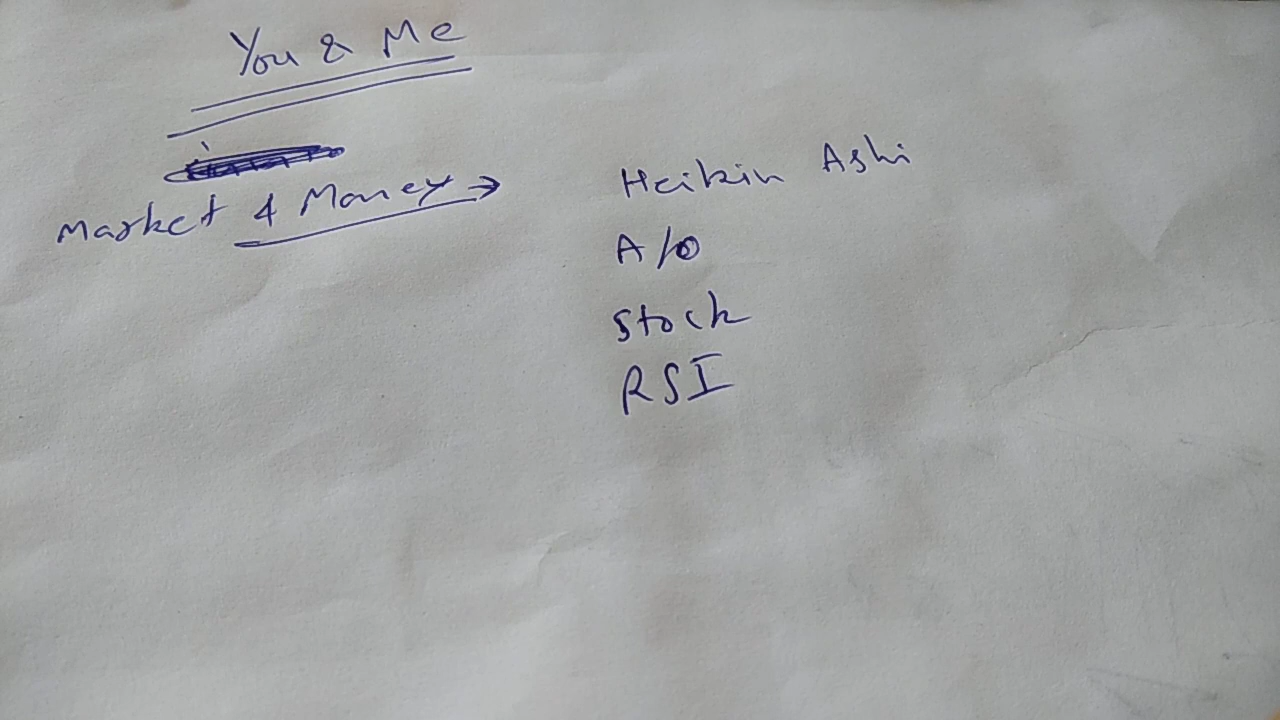 You & Me
Market & Money →
Heikin Ashi
A/O
Stock
RSI